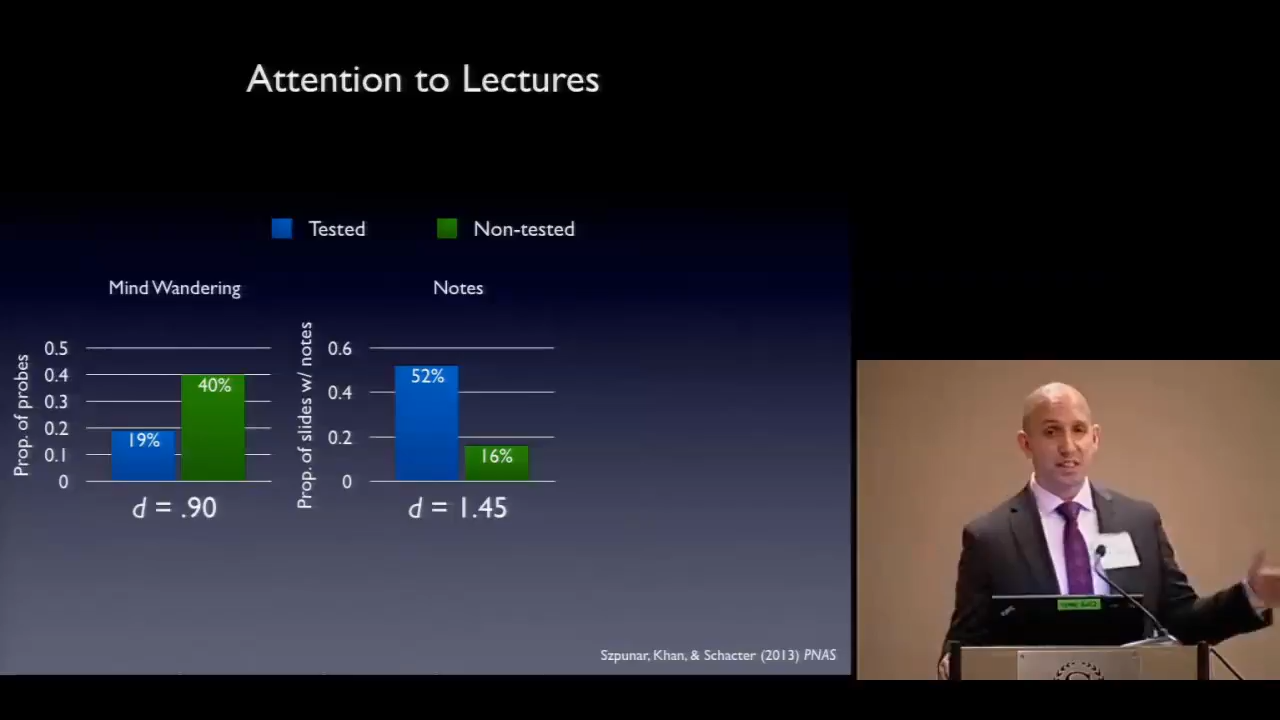 Attention to Lectures
Tested
Non-tested
Mind Wandering
Prop. of probes
0.5
0.4
0.3
0.2
0.1
0
19%
40%
d = .90
Notes
Prop. of slides w/ notes
0.6
0.4
0.2
0
52%
16%
d = 1.45
Szpunar, Khan, & Schacter (2013) PNAS